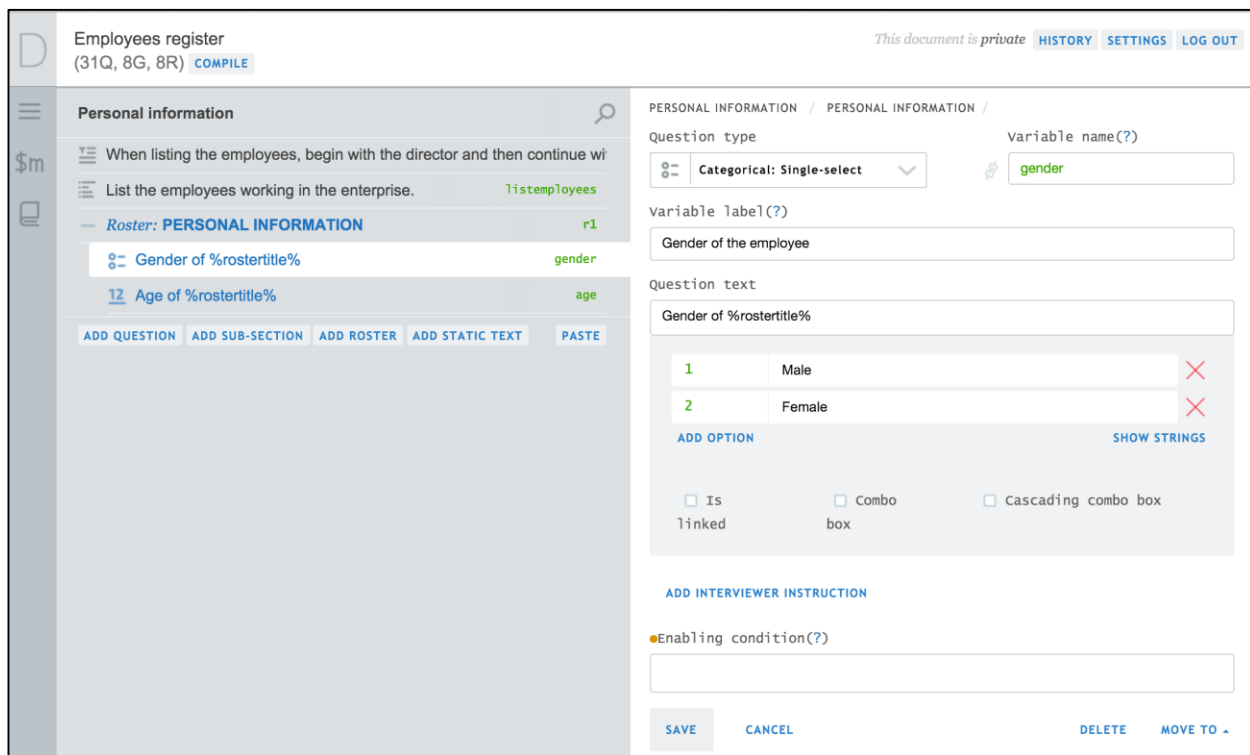 D
Employees register
(31Q, 8G, 8R) COMPILE
This document is private HISTORY SETTINGS LOG OUT
$m
Personal information
When listing the employees, begin with the director and then continue wi
List the employees working in the enterprise. listemployees
Roster: PERSONAL INFORMATION r1
Gender of %rostertitle% gender
12 Age of %rostertitle% age
ADD QUESTION ADD SUB-SECTION ADD ROSTER ADD STATIC TEXT PASTE
PERSONAL INFORMATION / PERSONAL INFORMATION /
Question type Variable name(?)
Categorical: Single-select gender
Variable label(?)
Gender of the employee
Question text
Gender of %rostertitle%
1 Male
2 Female
ADD OPTION SHOW STRINGS
Is Combo Cascading combo box
linked box
ADD INTERVIEWER INSTRUCTION
Enabling condition(?)
SAVE CANCEL DELETE MOVE TO